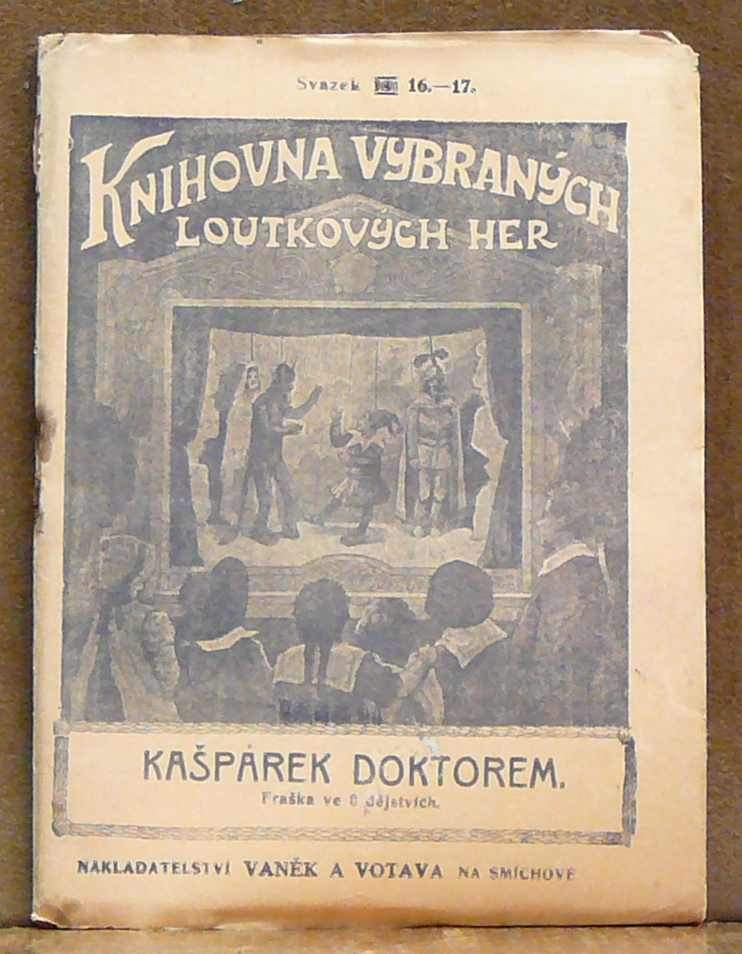 Svazek 16.—17.
KNIHOVNA VYBRANÝCH
LOUTKOVÝCH HER
KAŠPÁREK DOKTOREM.
Fraška ve dějstvích.
NAKLADATELSTVÍ VANĚK A VOTAVA NA SMÍCHOVĚ